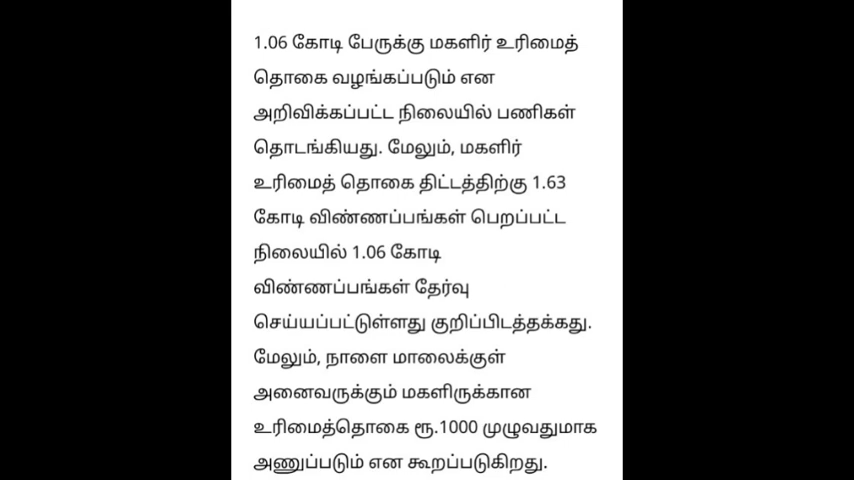 1.06 கோடி பேருக்கு மகளிர் உரிமைத்
தொகை வழங்கப்படும் என
அறிவிக்கப்பட்ட நிலையில் பணிகள்
தொடங்கியது. மேலும், மகளிர்
உரிமைத் தொகை திட்டத்திற்கு 1.63
கோடி விண்ணப்பங்கள் பெறப்பட்ட
நிலையில் 1.06 கோடி
விண்ணப்பங்கள் தேர்வு
செய்யப்பட்டுள்ளது குறிப்பிடத்தக்கது.
மேலும், நாளை மாலைக்குள்
அனைவருக்கும் மகளிருக்கான
உரிமைத்தொகை ரூ.1000 முழுவதுமாக
அணுப்படும் என கூறப்படுகிறது.